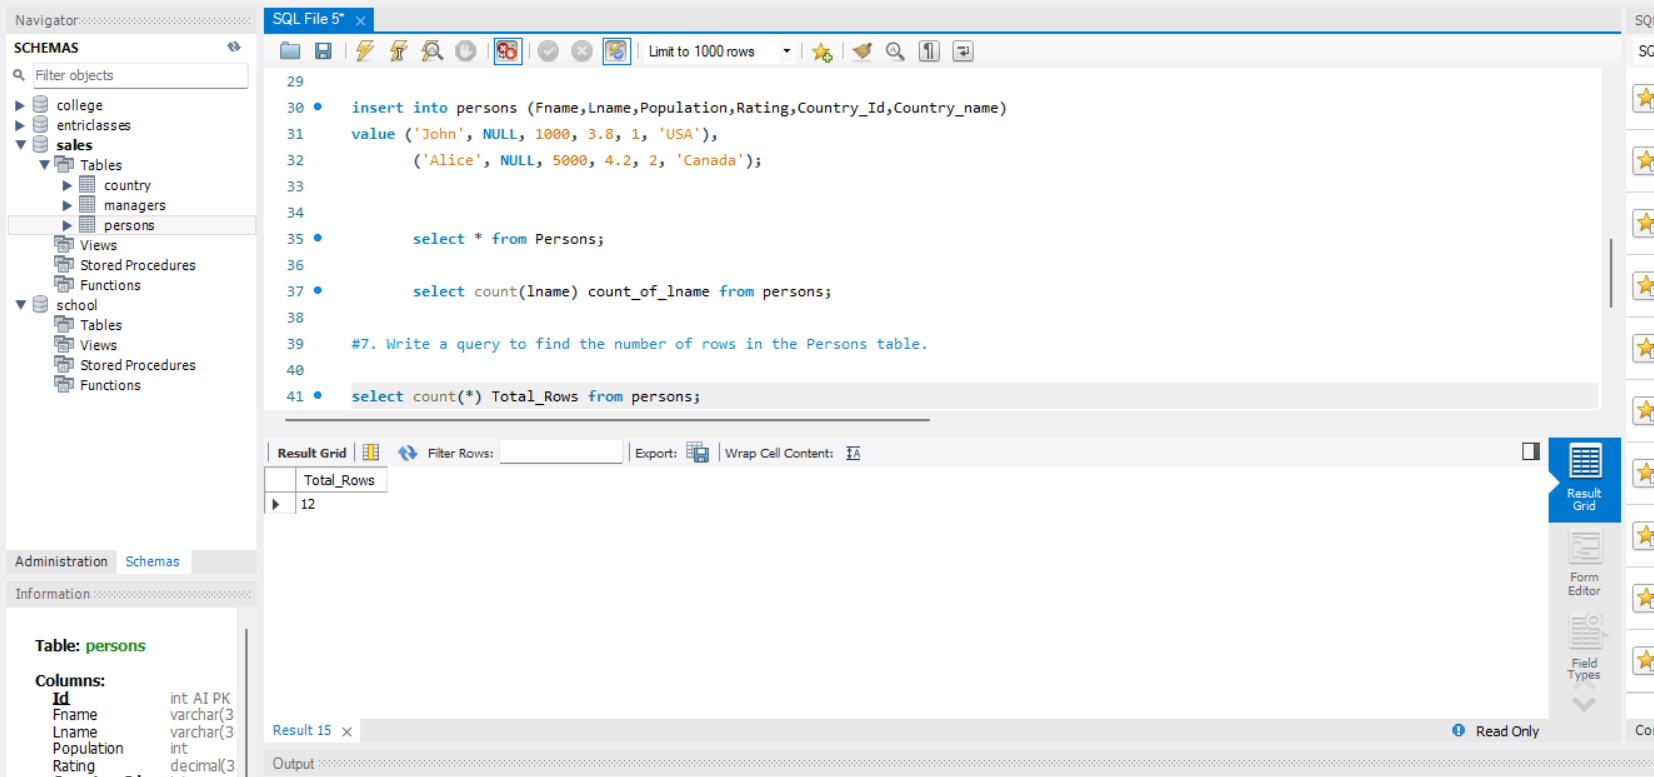 Navigator
SCHEMAS
Filter objects
college
entriclasses
sales
Tables
country
managers
persons
Views
Stored Procedures
Functions
school
Tables
Views
Stored Procedures
Functions
Administration Schemas
Information
Table: persons
Columns:
Id int AI PK
Fname varchar(3
Lname varchar(3
Population int
Rating decimal(3
SQL File 5*
Limit to 1000 rows
29
30 insert into persons (Fname,Lname,Population,Rating,Country_Id,Country_name)
31 value ('John', NULL, 1000, 3.8, 1, 'USA'),
32 ('Alice', NULL, 5000, 4.2, 2, 'Canada');
33
34
35 select * from Persons;
36
37 select count(lname) count_of_lname from persons;
38
39 #7. Write a query to find the number of rows in the Persons table.
40
41 select count(*) Total_Rows from persons;
Result Grid Filter Rows: Export: Wrap Cell Content:
Total_Rows
12
Result
Grid
Form
Editor
Field
Types
Result 15
Read Only
Output
SQ
SQ
Co